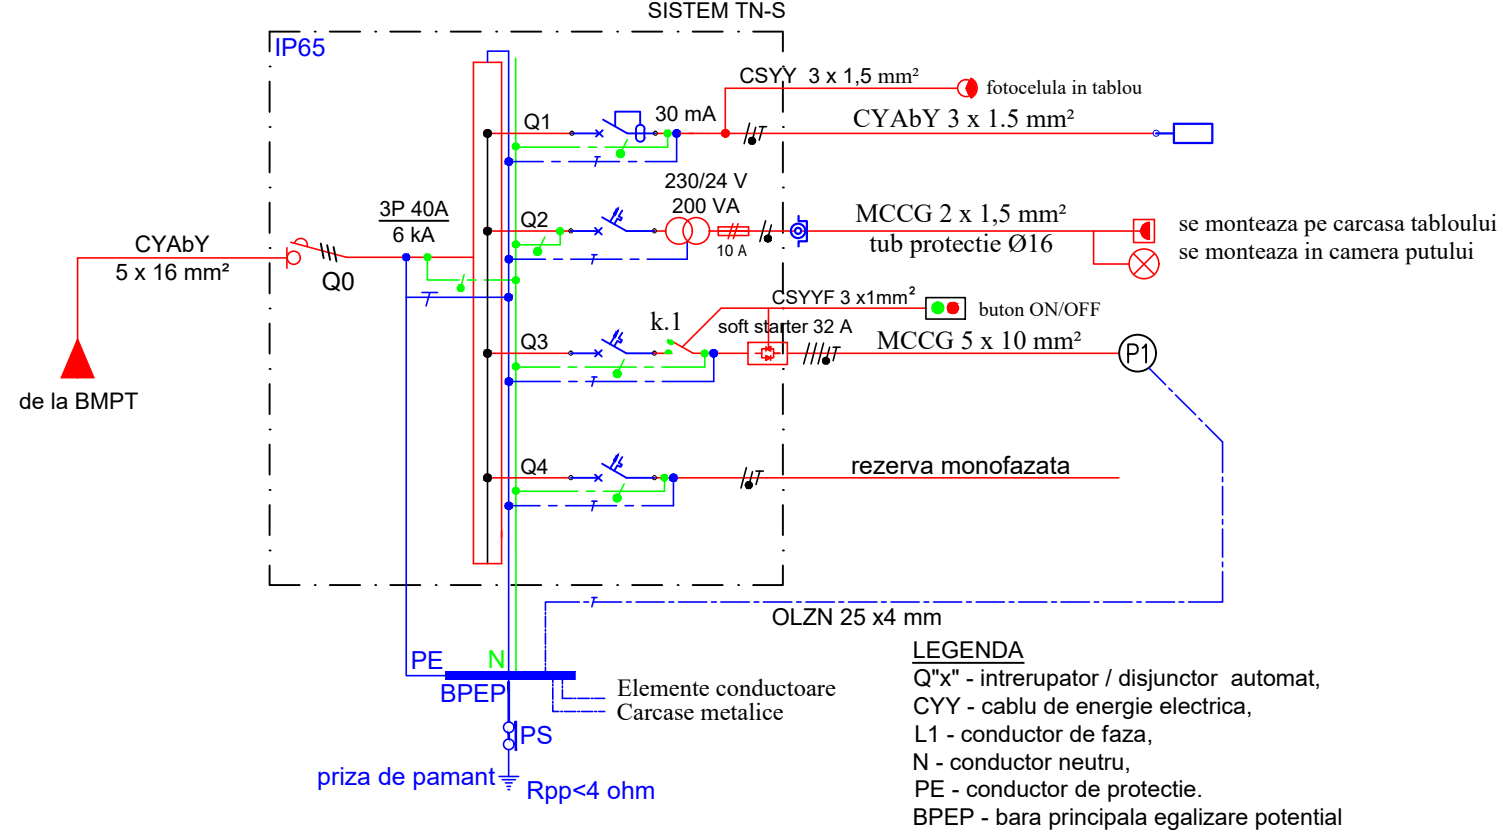 SISTEM TN-S
IP65
CSYY 3 x 1,5 mm²
fotocelula in tablou
Q1
30 mA
CYAbY 3 x 1.5 mm²
230/24 V
200 VA
3P 40A
6 kA
Q2
10 A
MCCG 2 x 1,5 mm²
tub protectie Ø16
se monteaza pe carcasa tabloului
se monteaza in camera putului
CYAbY
5 x 16 mm²
Q0
CSYYF 3 x1mm²
buton ON/OFF
k.1
soft starter 32 A
Q3
MCCG 5 x 10 mm²
P1
de la BMPT
Q4
rezerva monofazata
OLZN 25 x4 mm
PE
N
BPEP
Elemente conductoare
Carcase metalice
PS
priza de pamant
Rpp<4 ohm
LEGENDA
Q"x" - intrerupator / disjunctor automat,
CYY - cablu de energie electrica,
L1 - conductor de faza,
N - conductor neutru,
PE - conductor de protectie.
BPEP - bara principala egalizare potential